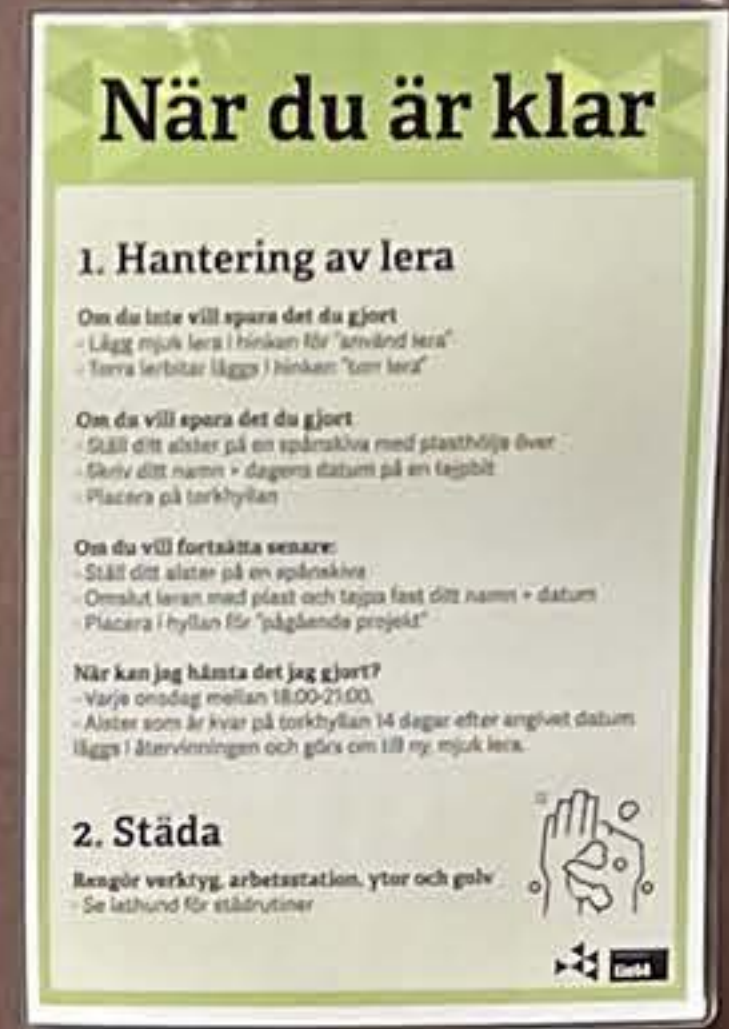 När du är klar
1. Hantering av lera
Om du inte vill spara det du gjort
- Lägg mjuk lera i hinken för "använd lera"
- Torra lerbitar läggs i hinken "torr lera"
Om du vill spara det du gjort
- Ställ ditt alster på en spånskiva med plasthölje över
- Skriv ditt namn + dagens datum på en tejpbit
- Placera på torkhyllan
Om du vill fortsätta senare:
- Ställ ditt alster på en spånskiva
- Omslut leran med plast och tejpa fast ditt namn + datum
- Placera i hyllan för "pågående projekt"
När kan jag hämta det jag gjort?
- Varje onsdag mellan 18.00-21.00.
- Alster som är kvar på torkhyllan 14 dagar efter angivet datum
läggs i återvinningen och görs om till ny, mjuk lera.
2. Städa
Rengör verktyg, arbetsstation, ytor och golv
- Se lathund för städrutiner